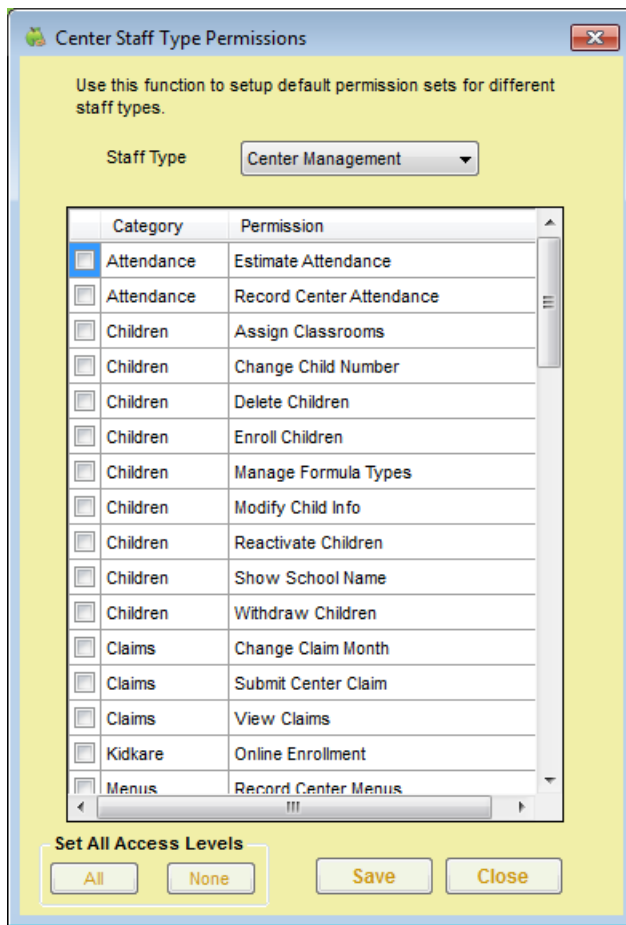 Center Staff Type Permissions
Use this function to setup default permission sets for different
staff types.
Staff Type Center Management
Category Permission
Attendance Estimate Attendance
Attendance Record Center Attendance
Children Assign Classrooms
Children Change Child Number
Children Delete Children
Children Enroll Children
Children Manage Formula Types
Children Modify Child Info
Children Reactivate Children
Children Show School Name
Children Withdraw Children
Claims Change Claim Month
Claims Submit Center Claim
Claims View Claims
Kidkare Online Enrollment
Menus Record Center Menus
Set All Access Levels
All None Save Close